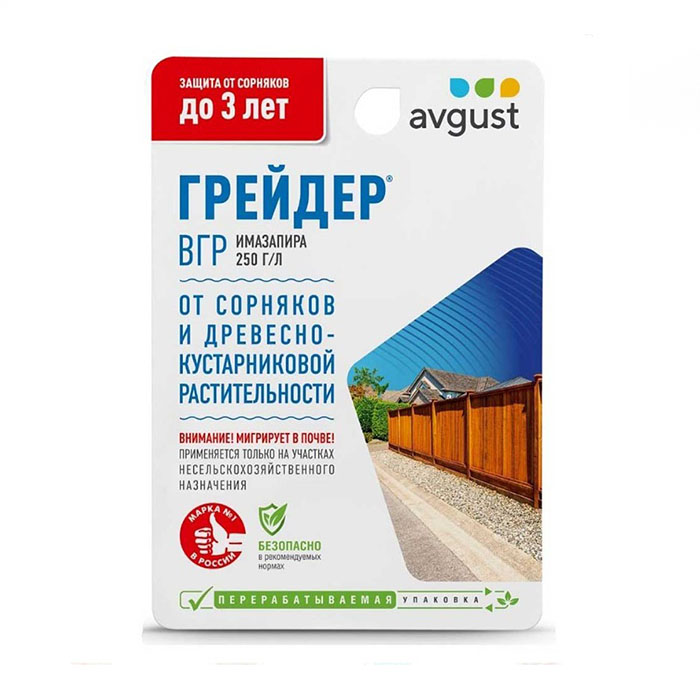 ЗАЩИТА ОТ СОРНЯКОВ
до 3 лет
avgust
ГРЕЙДЕР®
ВГР ИМАЗАПИРА
250 Г/Л
ОТ СОРНЯКОВ
И ДРЕВЕСНО-
КУСТАРНИКОВОЙ
РАСТИТЕЛЬНОСТИ
ВНИМАНИЕ! МИГРИРУЕТ В ПОЧВЕ!
ПРИМЕНЯЕТСЯ ТОЛЬКО НА УЧАСТКАХ
НЕСЕЛЬСКОХОЗЯЙСТВЕННОГО
НАЗНАЧЕНИЯ
МАРКА №1
В РОССИИ
БЕЗОПАСНО
в рекомендуемых
нормах
ПЕРЕРАБАТЫВАЕМАЯ УПАКОВКА